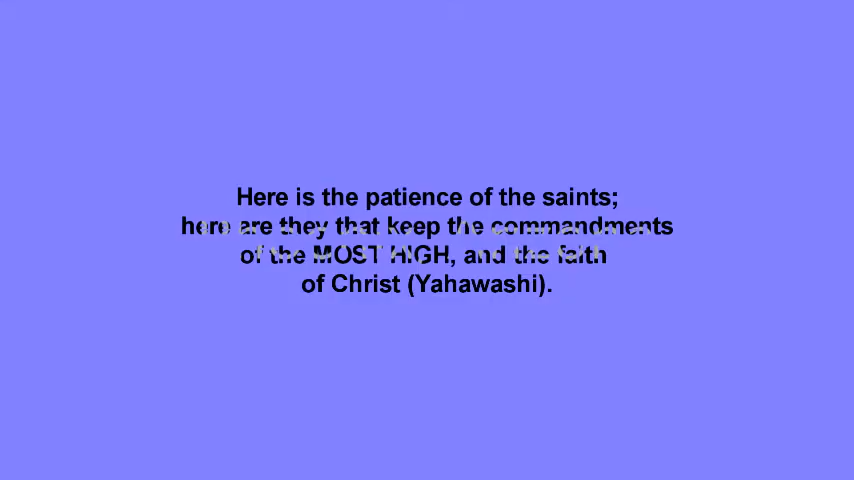 Here is the patience of the saints;
here are they that keep the commandments
of the MOST HIGH, and the faith
of Christ (Yahawashi).